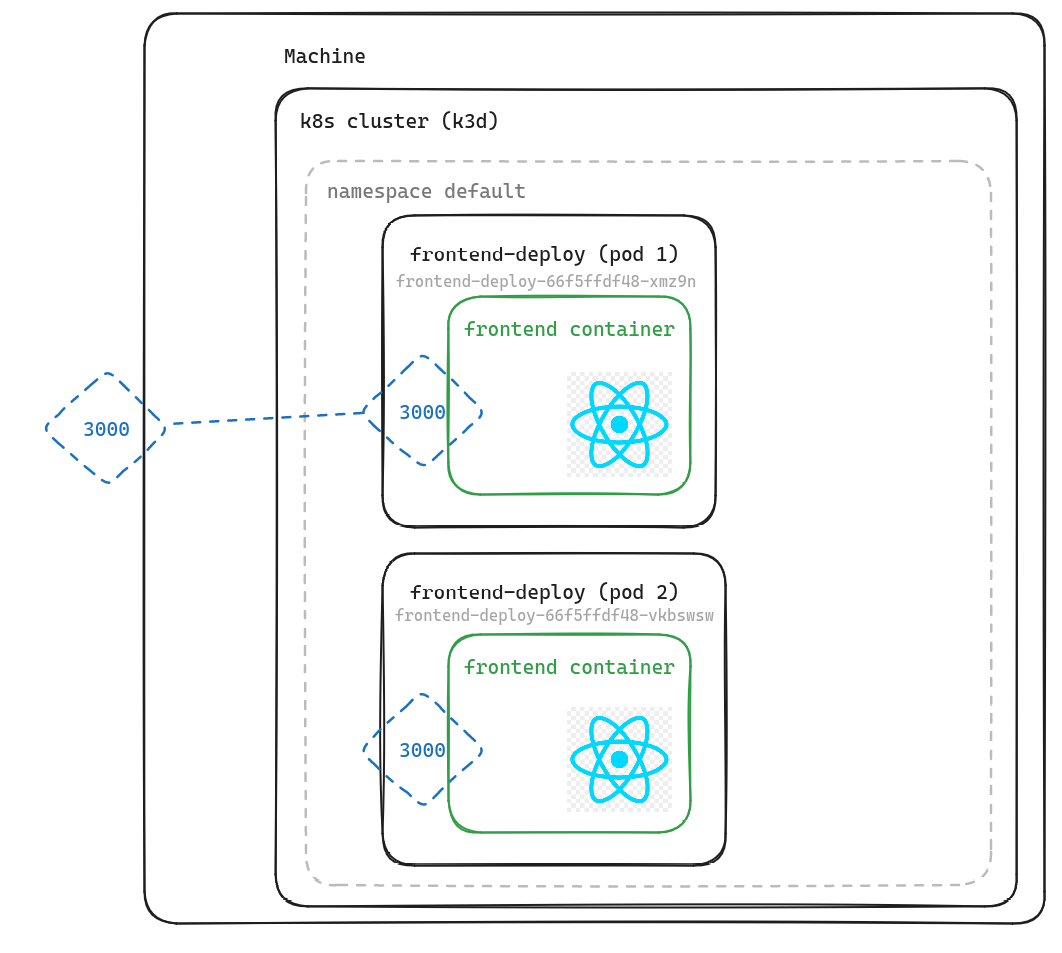 Machine
k8s cluster (k3d)
namespace default
frontend-deploy (pod 1)
frontend-deploy-66f5ffdf48-xmz9n
frontend container
3000
3000
frontend-deploy (pod 2)
frontend-deploy-66f5ffdf48-vkbswsw
frontend container
3000